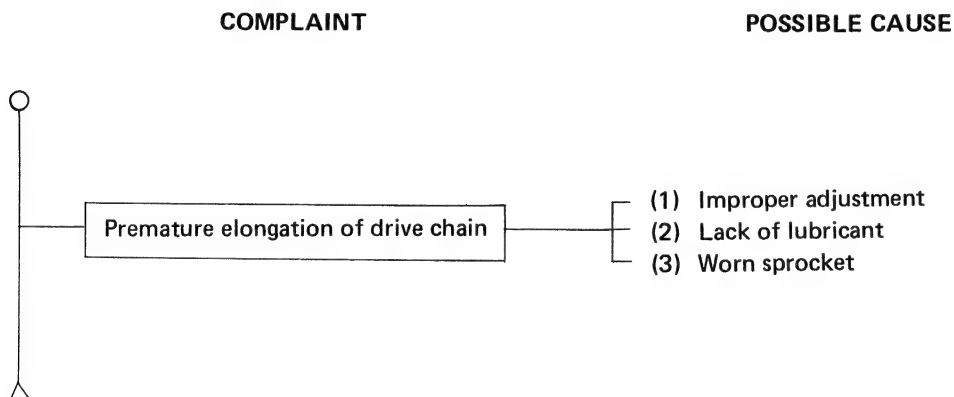 COMPLAINT
POSSIBLE CAUSE
Premature elongation of drive chain
(1) Improper adjustment
(2) Lack of lubricant
(3) Worn sprocket